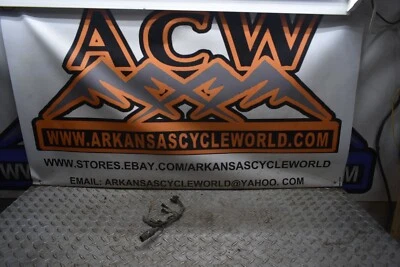 ACW
WWW.ARKANSASCYCLEWORLD.COM
WWW.STORES.EBAY.COM/ARKANSASCYCLEWORLD
EMAIL: ARKANSASCYCLEWORLD@YAHOO.COM